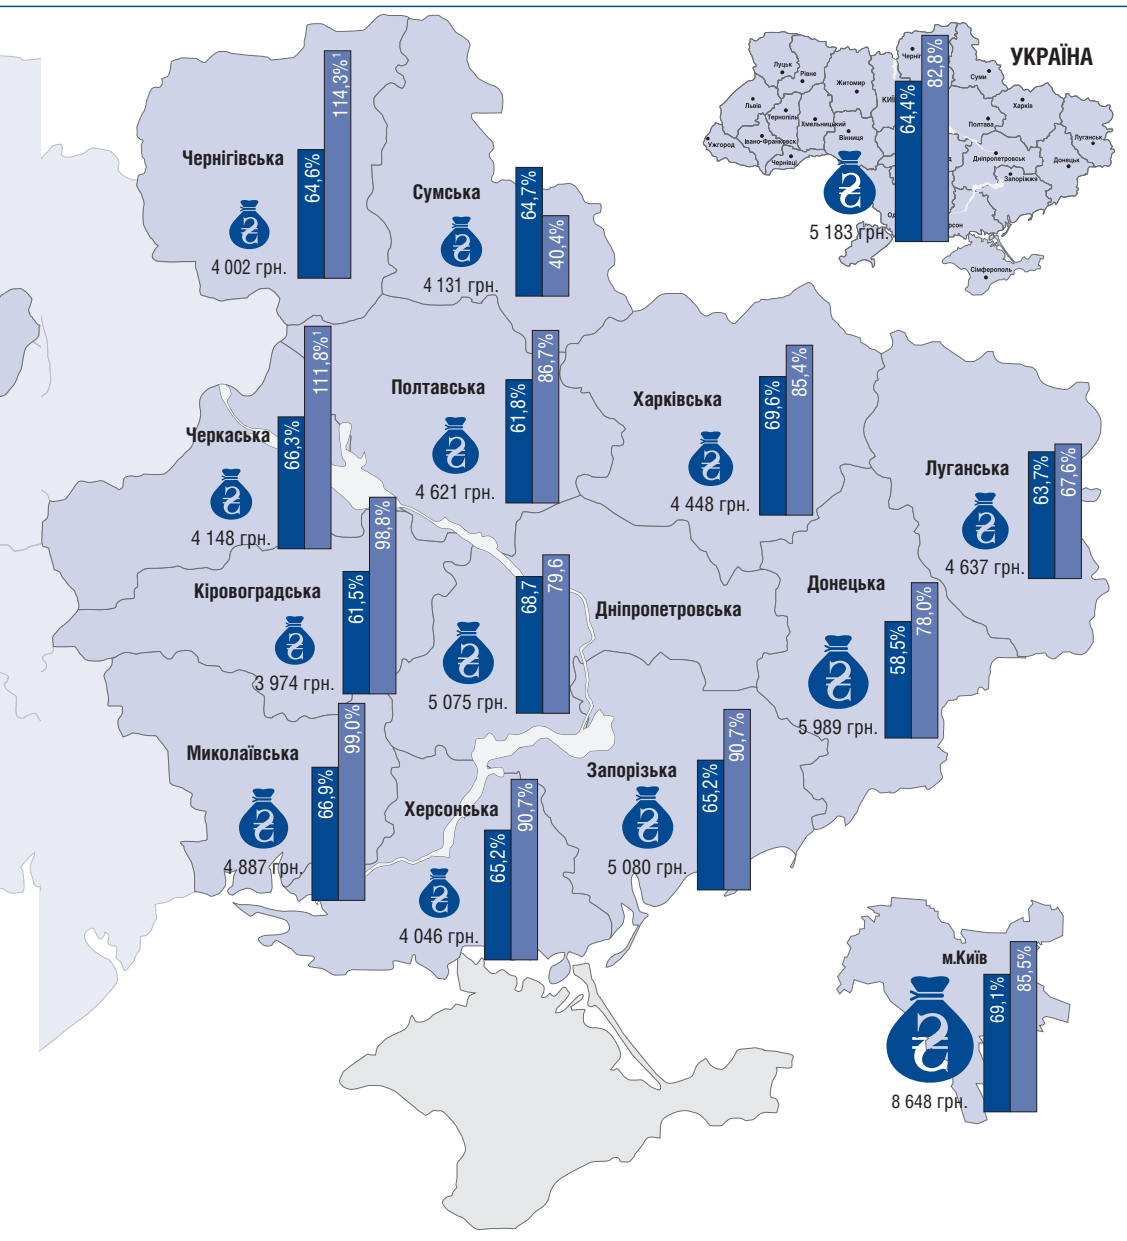 УКРАЇНА
Луцьк
Рівне
Житомир
Черніг
Суми
Київ
Львів
Тернопіль
Хмельницький
Вінниця
Полтава
Харків
Луганськ
Ужгород
Івано-Франковск
Чернівці
Дніпропетровськ
Донецьк
Запоріжжя
Од
рсон
Сімферополь
64,4%
82,8%
5 183 грн.
Чернігівська
64,6%
114,3%¹
4 002 грн.
Сумська
64,7%
40,4%
4 131 грн.
Черкаська
66,3%
111,8%¹
4 148 грн.
Полтавська
61,8%
86,7%
4 621 грн.
Харківська
69,6%
85,4%
4 448 грн.
Луганська
63,7%
67,6%
4 637 грн.
Кіровоградська
61,5%
98,8%
3 974 грн.
Дніпропетровська
68,7
79,6
5 075 грн.
Донецька
58,5%
78,0%
5 989 грн.
Миколаївська
66,9%
99,0%
4 887 грн.
Херсонська
65,2%
90,7%
4 046 грн.
Запорізька
65,2%
90,7%
5 080 грн.
м.Київ
69,1%
85,5%
8 648 грн.